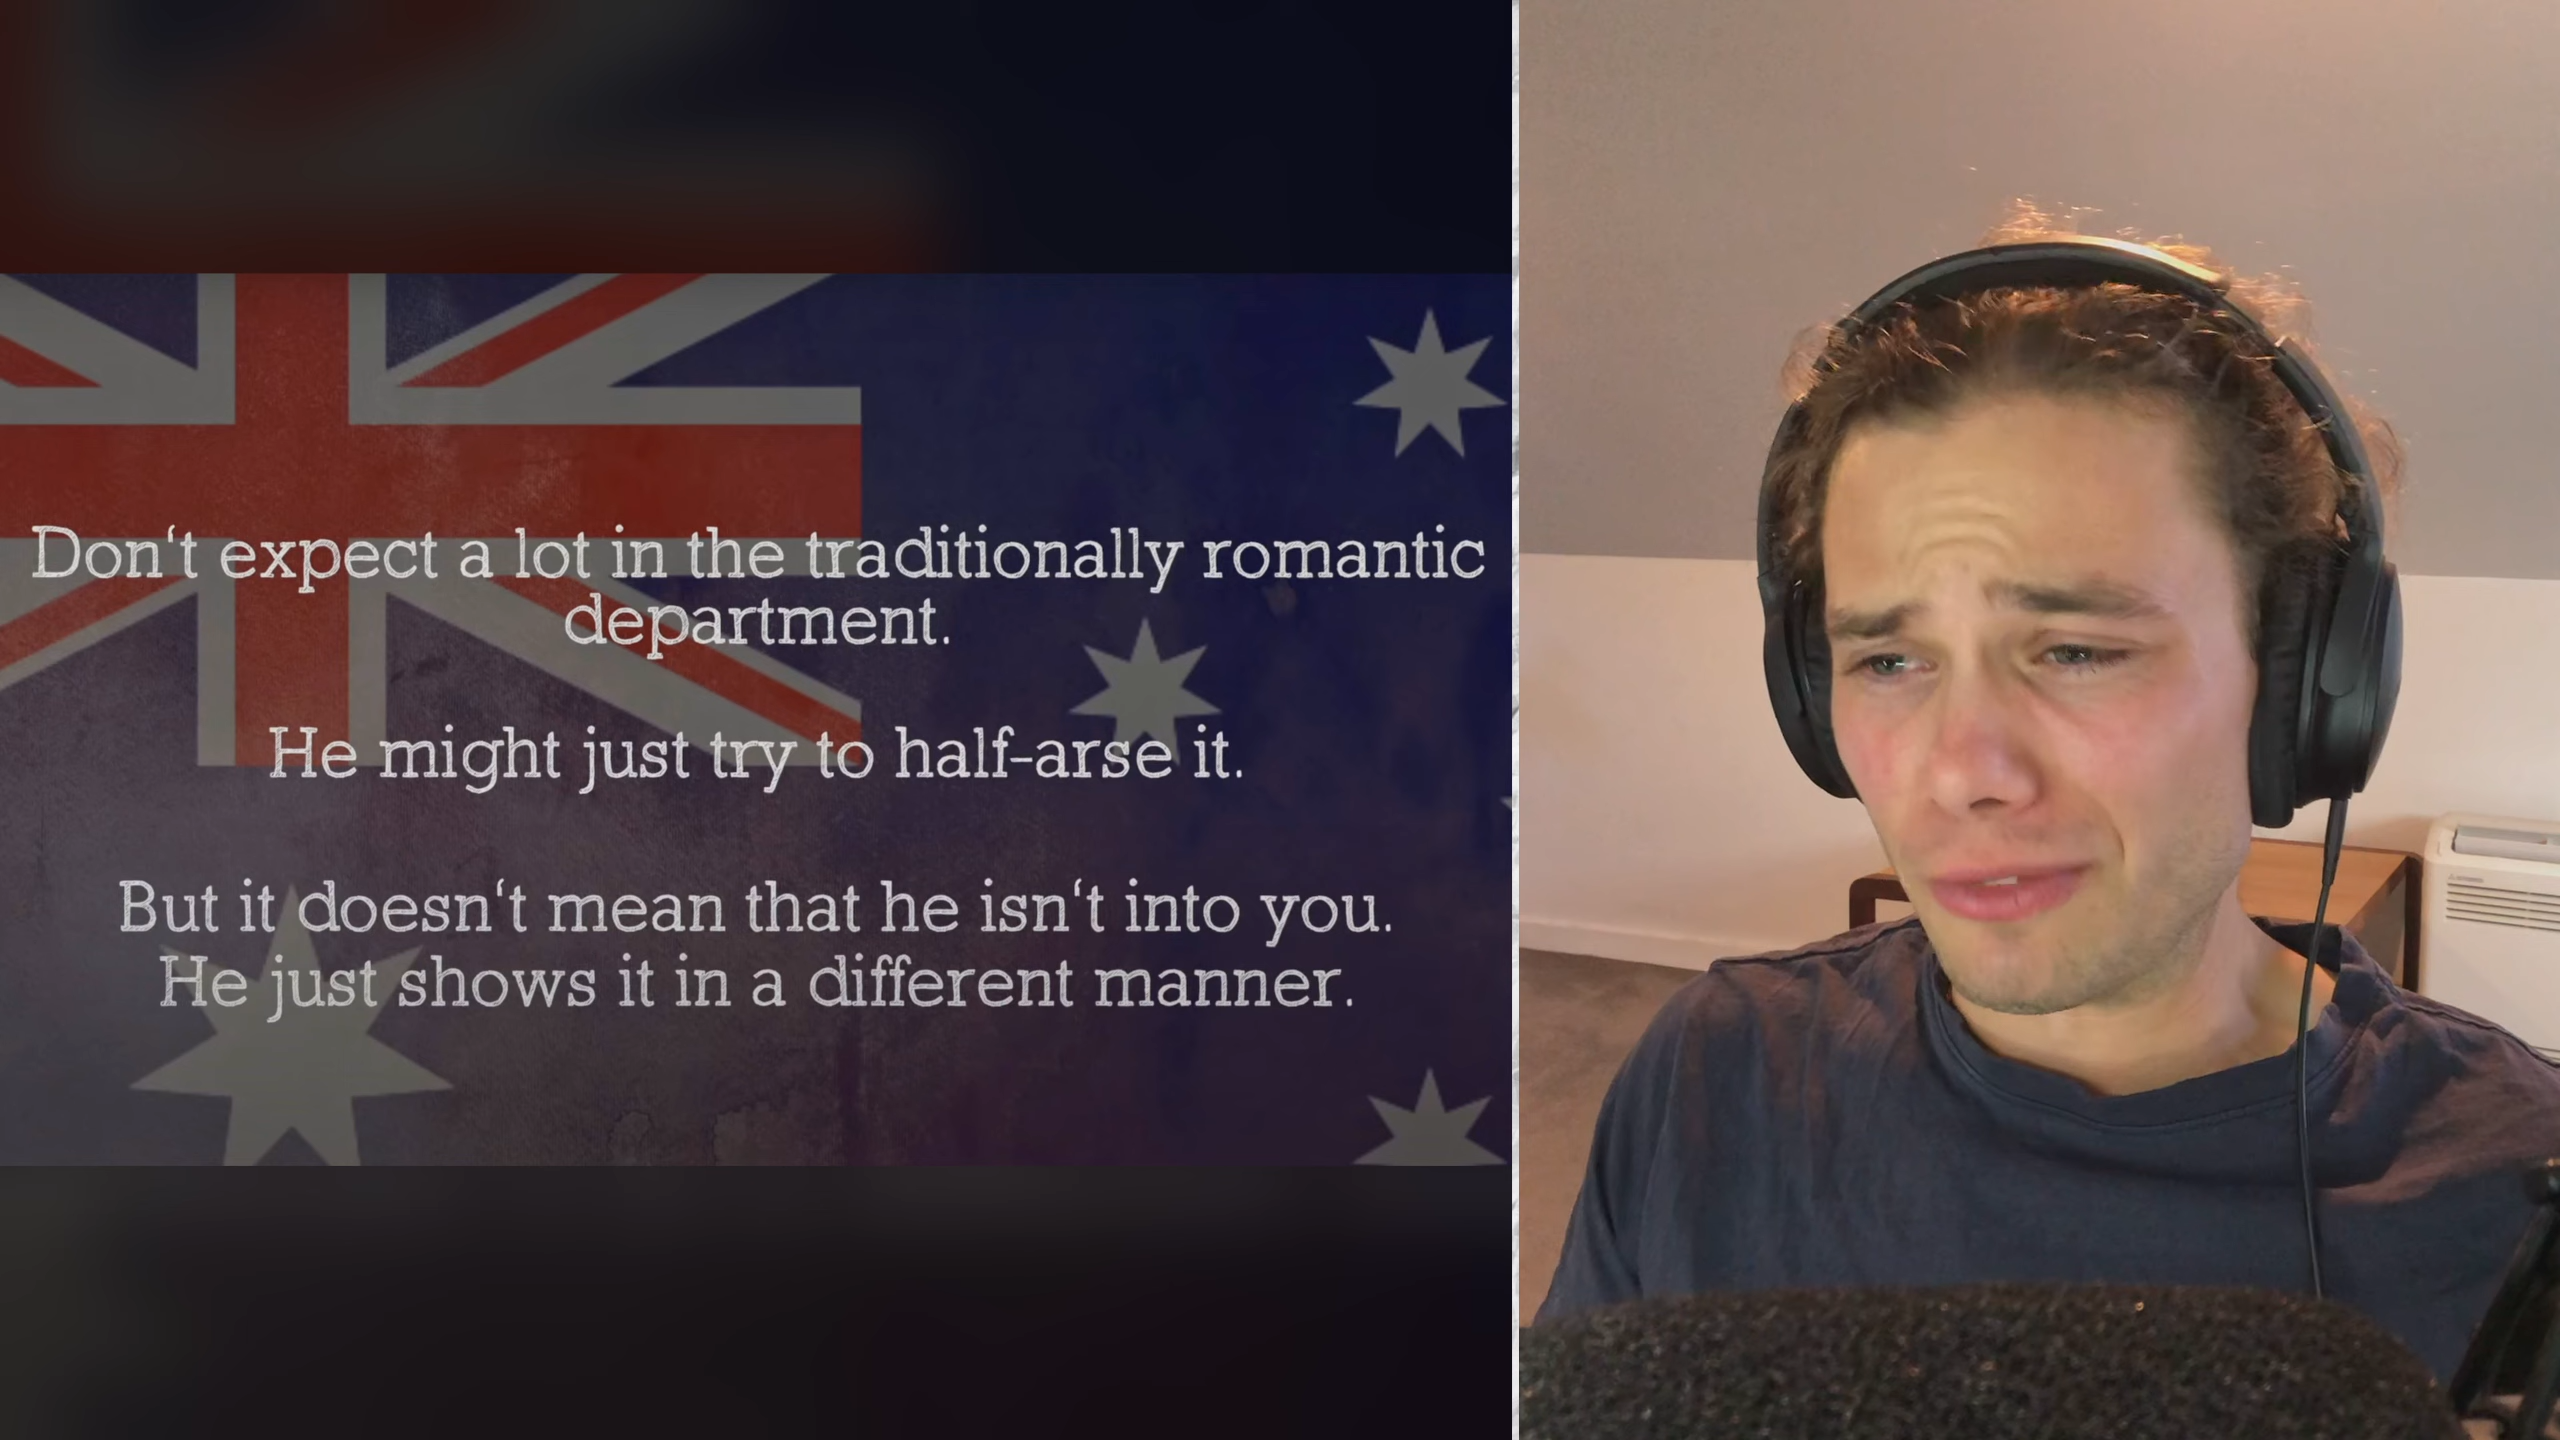 Don‘t expect a lot in the traditionally romantic
department.
He might just try to half-arse it.
But it doesn‘t mean that he isn‘t into you.
He just shows it in a different manner.